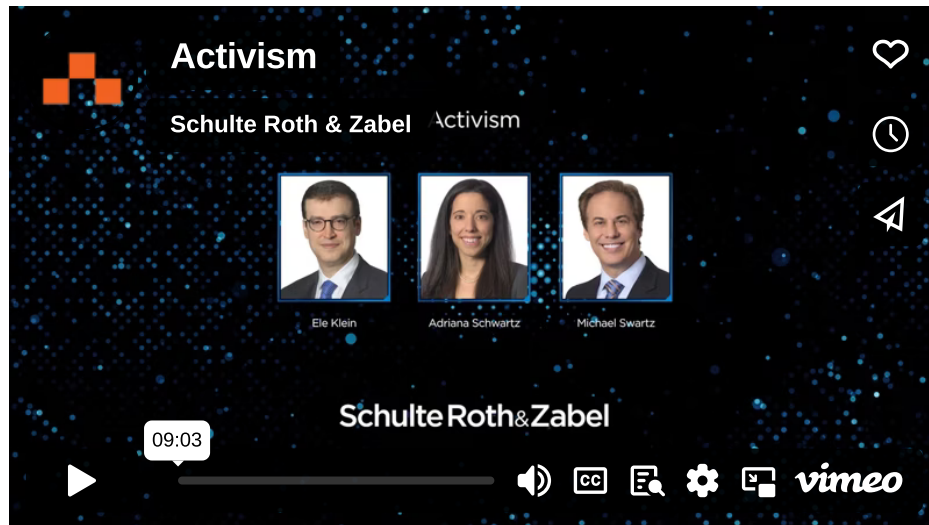 Activism
Schulte Roth & Zabel
Activism
Ele Klein
Adriana Schwartz
Michael Swartz
Schulte Roth & Zabel
09:03
CC
vimeo